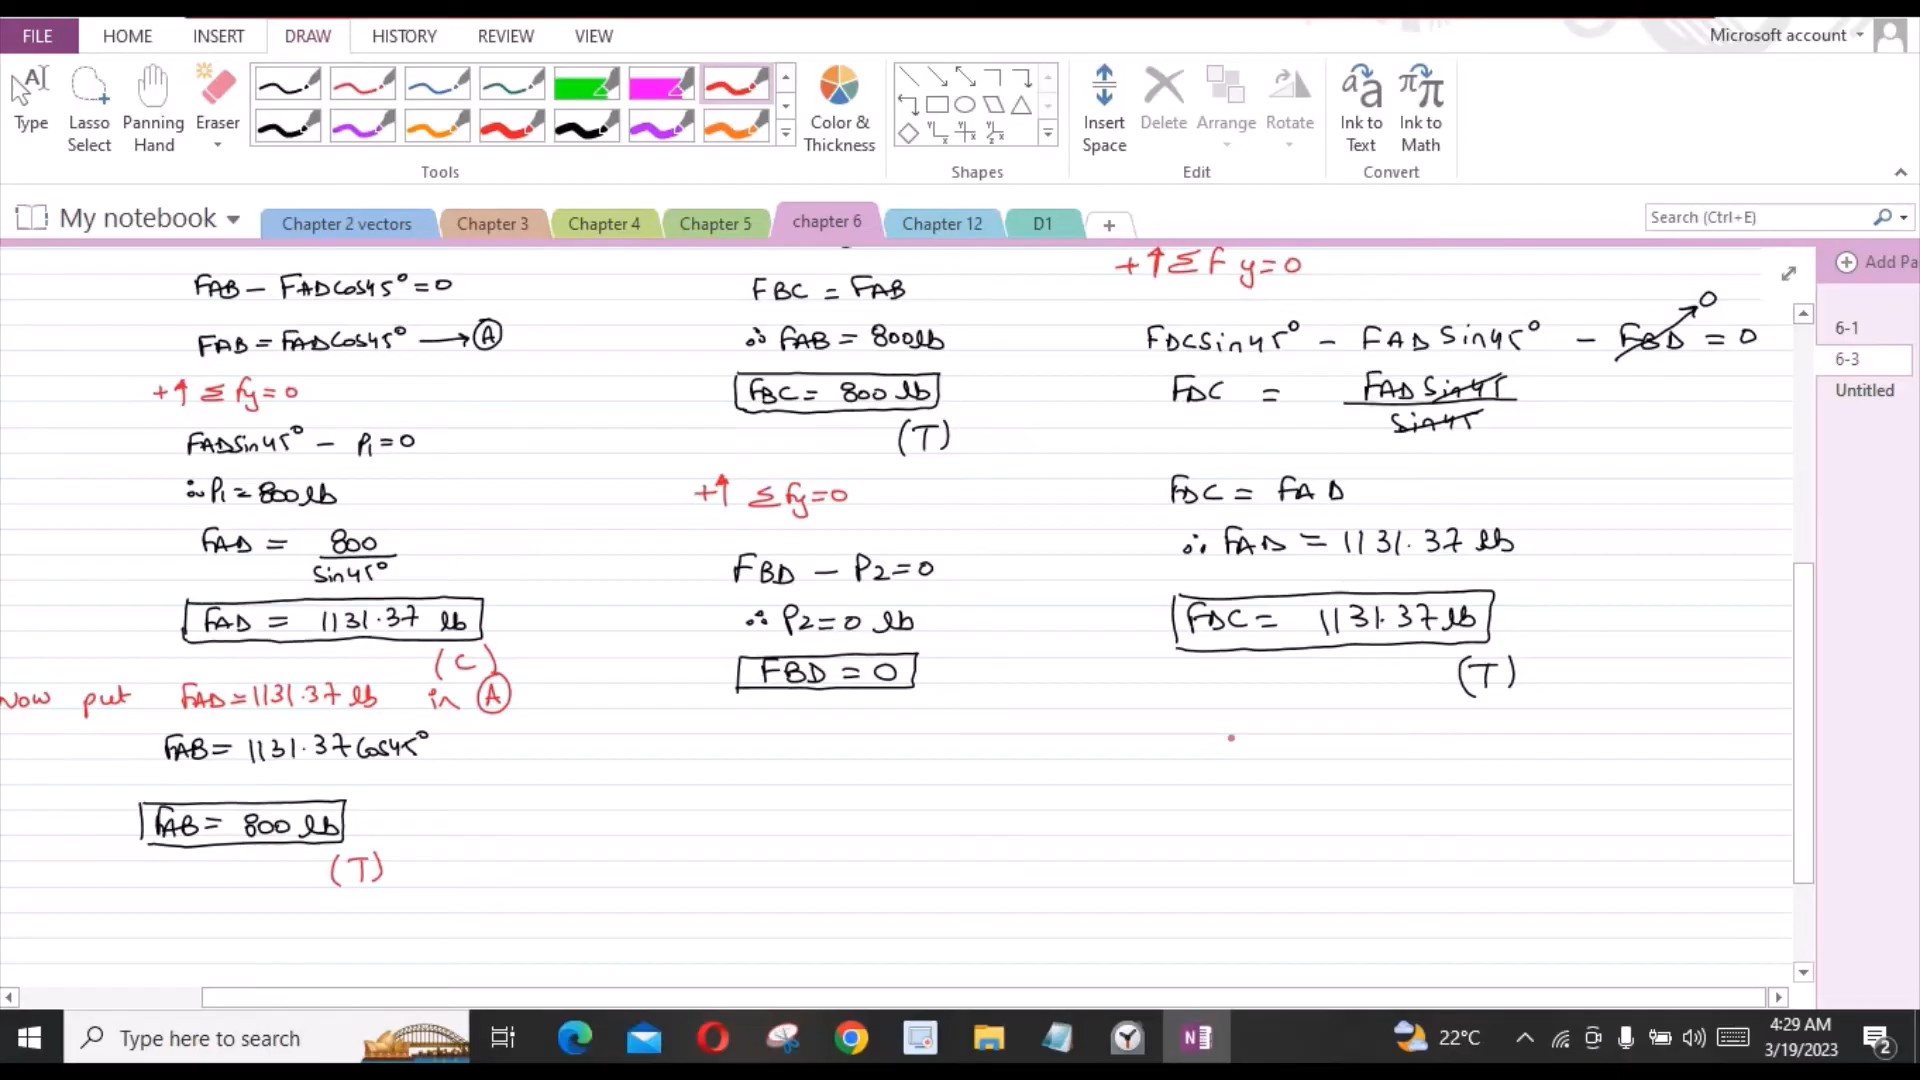 FILE HOME INSERT DRAW HISTORY REVIEW VIEW Microsoft account
Type Lasso Select Panning Hand Eraser Color & Thickness Insert Space Delete Arrange Rotate Ink to Text Ink to Math
Tools Shapes Edit Convert
My notebook Chapter 2 vectors Chapter 3 Chapter 4 Chapter 5 chapter 6 Chapter 12 D1 Search (Ctrl+E)
Add Pa
6-1
6-3
Untitled
FAB - FADCos45° = 0
FAB = FADCos45° → A
+↑ Σfy=0
FADSin45° - P1 = 0
∴ P1 = 800 lb
FAD = 800 / Sin45°
FAD = 1131.37 lb
(C)
Now put FAD = 1131.37 lb in A
FAB = 1131.37 Cos45°
FAB = 800 lb
(T)
FBC = FAB
∴ FAB = 800lb
FBC = 800 lb
(T)
+↑ Σfy=0
FBD - P2 = 0
∴ P2 = 0 lb
FBD = 0
+↑ ΣF y=0
FDCSin45° - FAD Sin45° - FBD = 0
0
FDC = FAD Sin45 / Sin45
FDC = FAD
∴ FAD = 1131.37 lb
FDC = 1131.37 lb
(T)
Type here to search 22°C 4:29 AM
3/19/2023 2